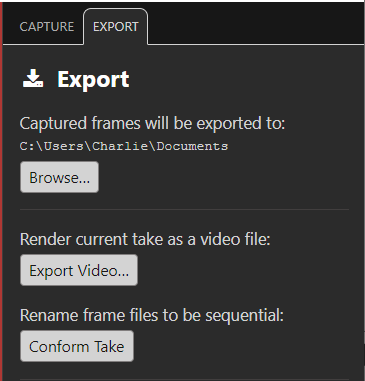 CAPTURE EXPORT
Export
Captured frames will be exported to:
C:\Users\Charlie\Documents
Browse...
Render current take as a video file:
Export Video...
Rename frame files to be sequential:
Conform Take